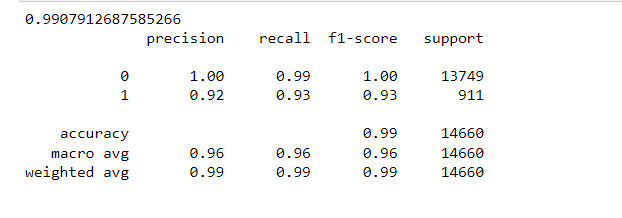 0.9907912687585266
precision recall f1-score support
0 1.00 0.99 1.00 13749
1 0.92 0.93 0.93 911
accuracy 0.99 14660
macro avg 0.96 0.96 0.96 14660
weighted avg 0.99 0.99 0.99 14660